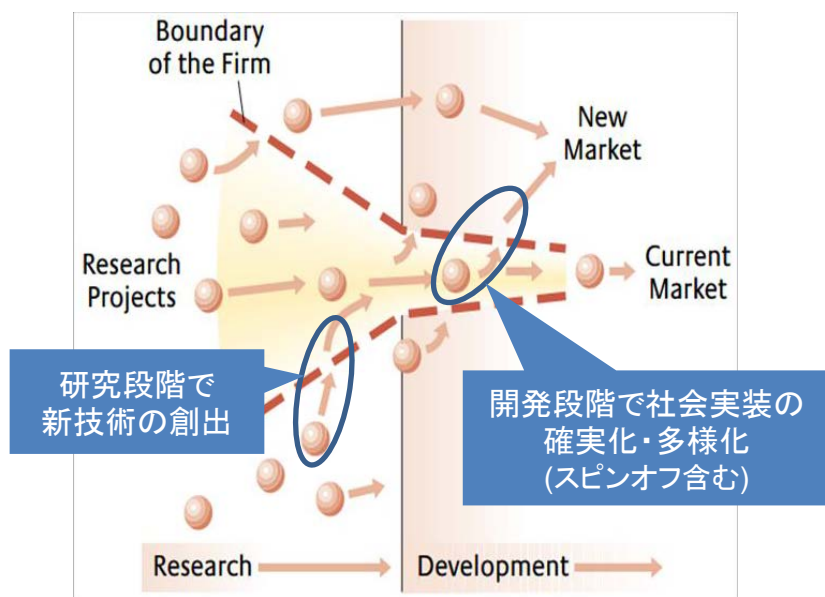 Boundary
of the Firm
New
Market
Research
Projects
Current
Market
研究段階で
新技術の創出
開発段階で社会実装の
確実化・多様化
(スピンオフ含む)
Research
Development